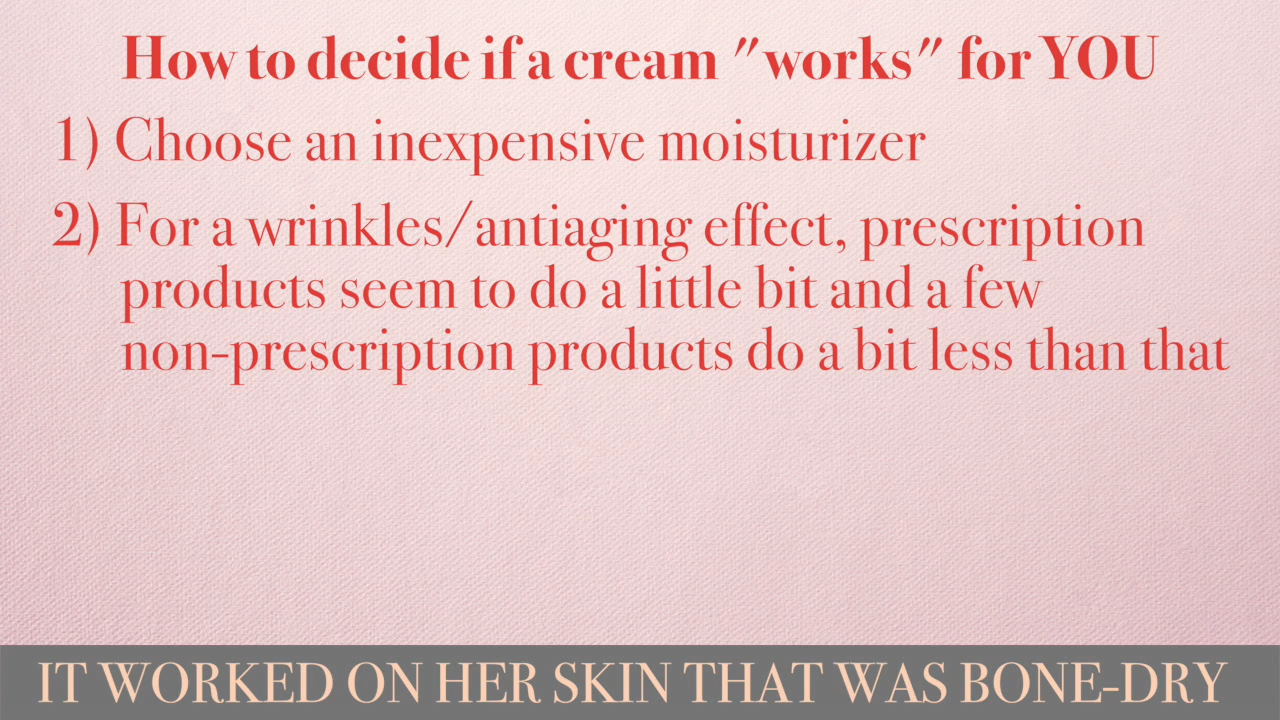 How to decide if a cream "works" for YOU
1) Choose an inexpensive moisturizer
2) For a wrinkles/antiaging effect, prescription
products seem to do a little bit and a few
non-prescription products do a bit less than that
IT WORKED ON HER SKIN THAT WAS BONE-DRY